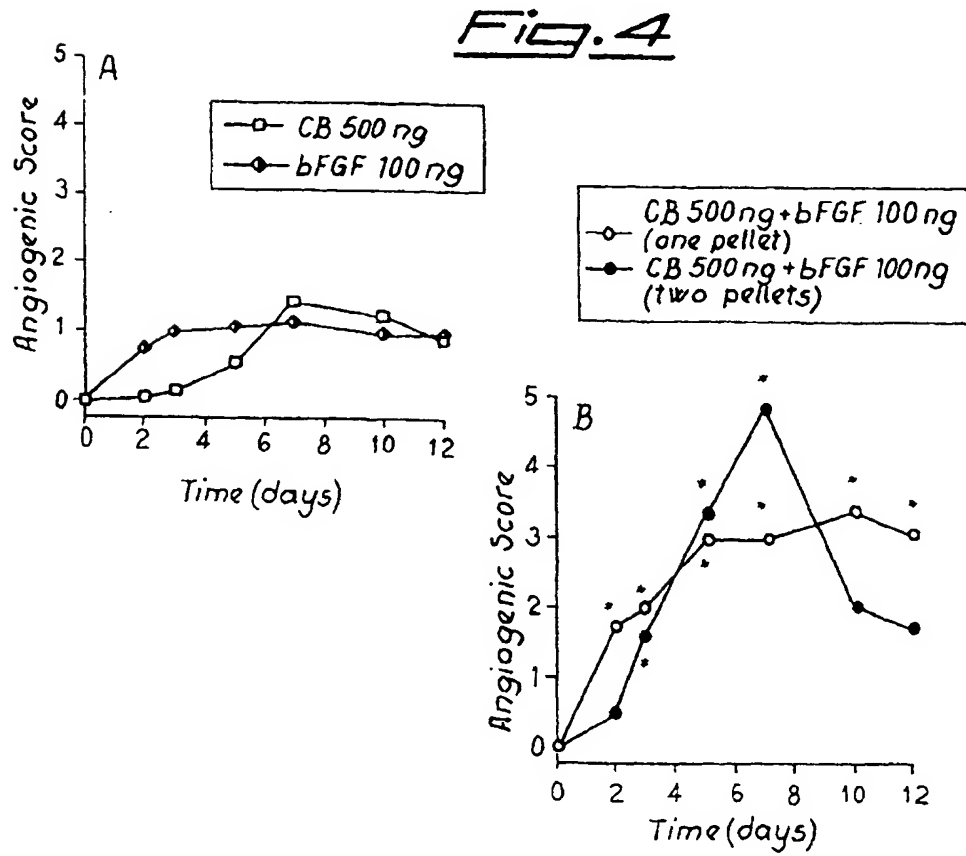 Fig. 4
A
5
4
3
2
1
0
Angiogenic Score
CB 500 ng
bFGF 100 ng
0 2 4 6 8 10 12
Time (days)
CB 500 ng + bFGF 100 ng
(one pellet)
CB 500 ng + bFGF 100 ng
(two pellets)
B
5
4
3
2
1
0
Angiogenic Score
* * * * * * * * * *
0 2 4 6 8 10 12
Time (days)